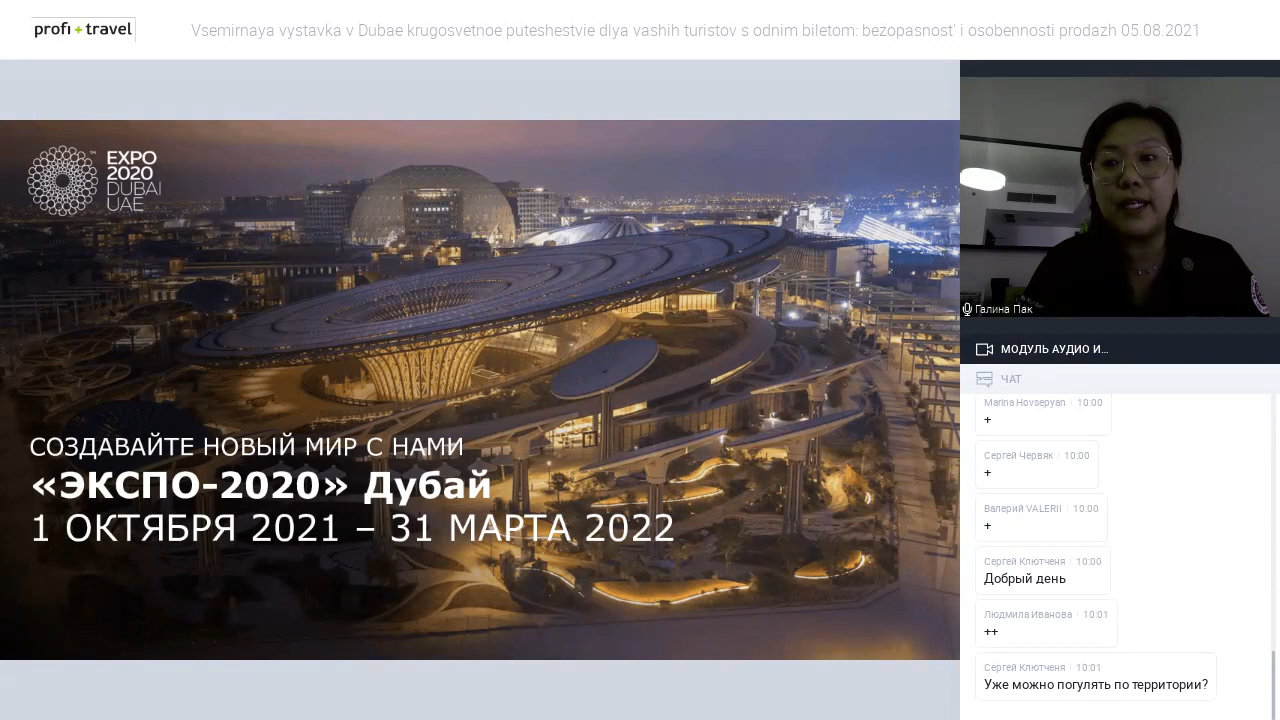 profi + travel
Vsemirnaya vystavka v Dubae krugosvetnoe puteshestvie dlya vashih turistov s odnim biletom: bezopasnost' i osobennosti prodazh 05.08.2021
EXPO
2020
DUBAI
UAE
TM
СОЗДАВАЙТЕ НОВЫЙ МИР С НАМИ
«ЭКСПО-2020» Дубай
1 ОКТЯБРЯ 2021 – 31 МАРТА 2022
Галина Пак
МОДУЛЬ АУДИО И...
ЧАТ
Marina Hovsepyan 10:00
+
Сергей Червяк 10:00
+
Валерий VALERII 10:00
+
Сергей Клютченя 10:00
Добрый день
Людмила Иванова 10:01
++
Сергей Клютченя 10:01
Уже можно погулять по территории?